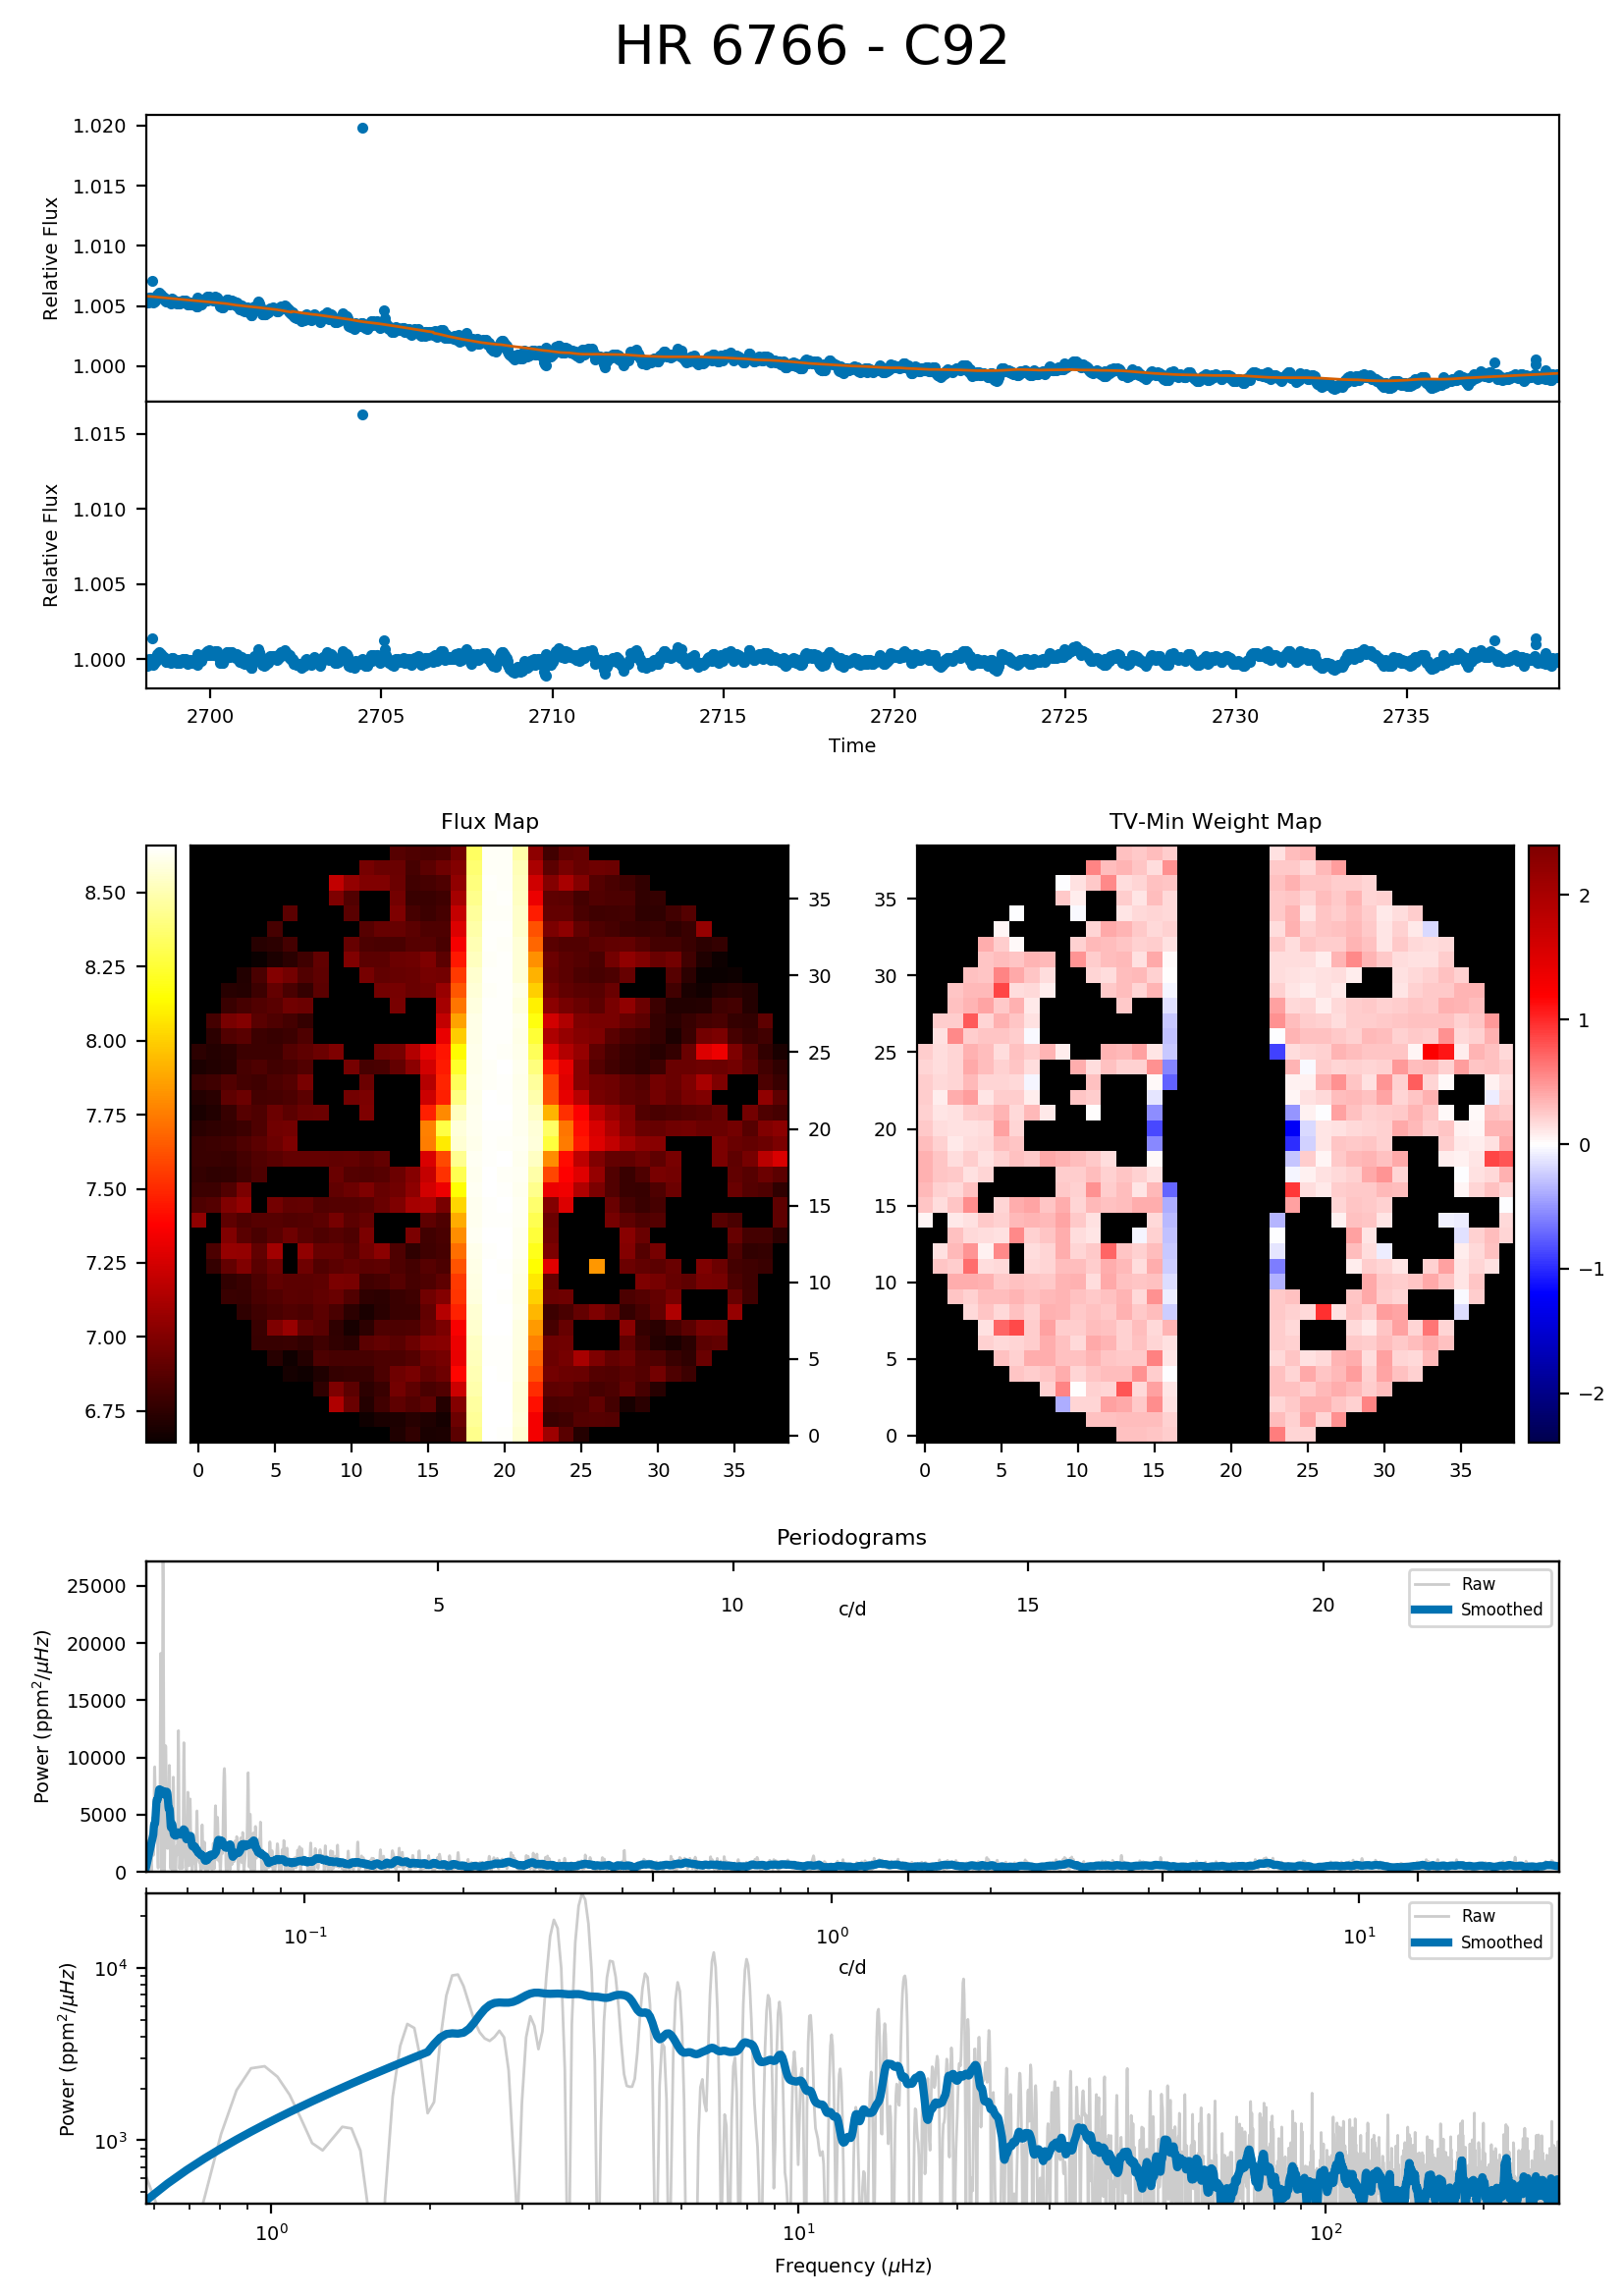 HR 6766 - C92
1.020
1.015
1.010
1.005
1.000
Relative Flux
1.015
1.010
1.005
1.000
Relative Flux
2700 2705 2710 2715 2720 2725 2730 2735
Time
Flux Map
8.50
8.25
8.00
7.75
7.50
7.25
7.00
6.75
35
30
25
20
15
10
5
0
0 5 10 15 20 25 30 35
TV-Min Weight Map
35
30
25
20
15
10
5
0
0 5 10 15 20 25 30 35
2
1
0
−1
−2
Periodograms
25000
20000
15000
10000
5000
0
Power (ppm²/μHz)
5 10 15 20
c/d
Raw
Smoothed
10⁻¹ 10⁰ 10¹
c/d
Raw
Smoothed
10⁴
10³
Power (ppm²/μHz)
10⁰ 10¹ 10²
Frequency (μHz)